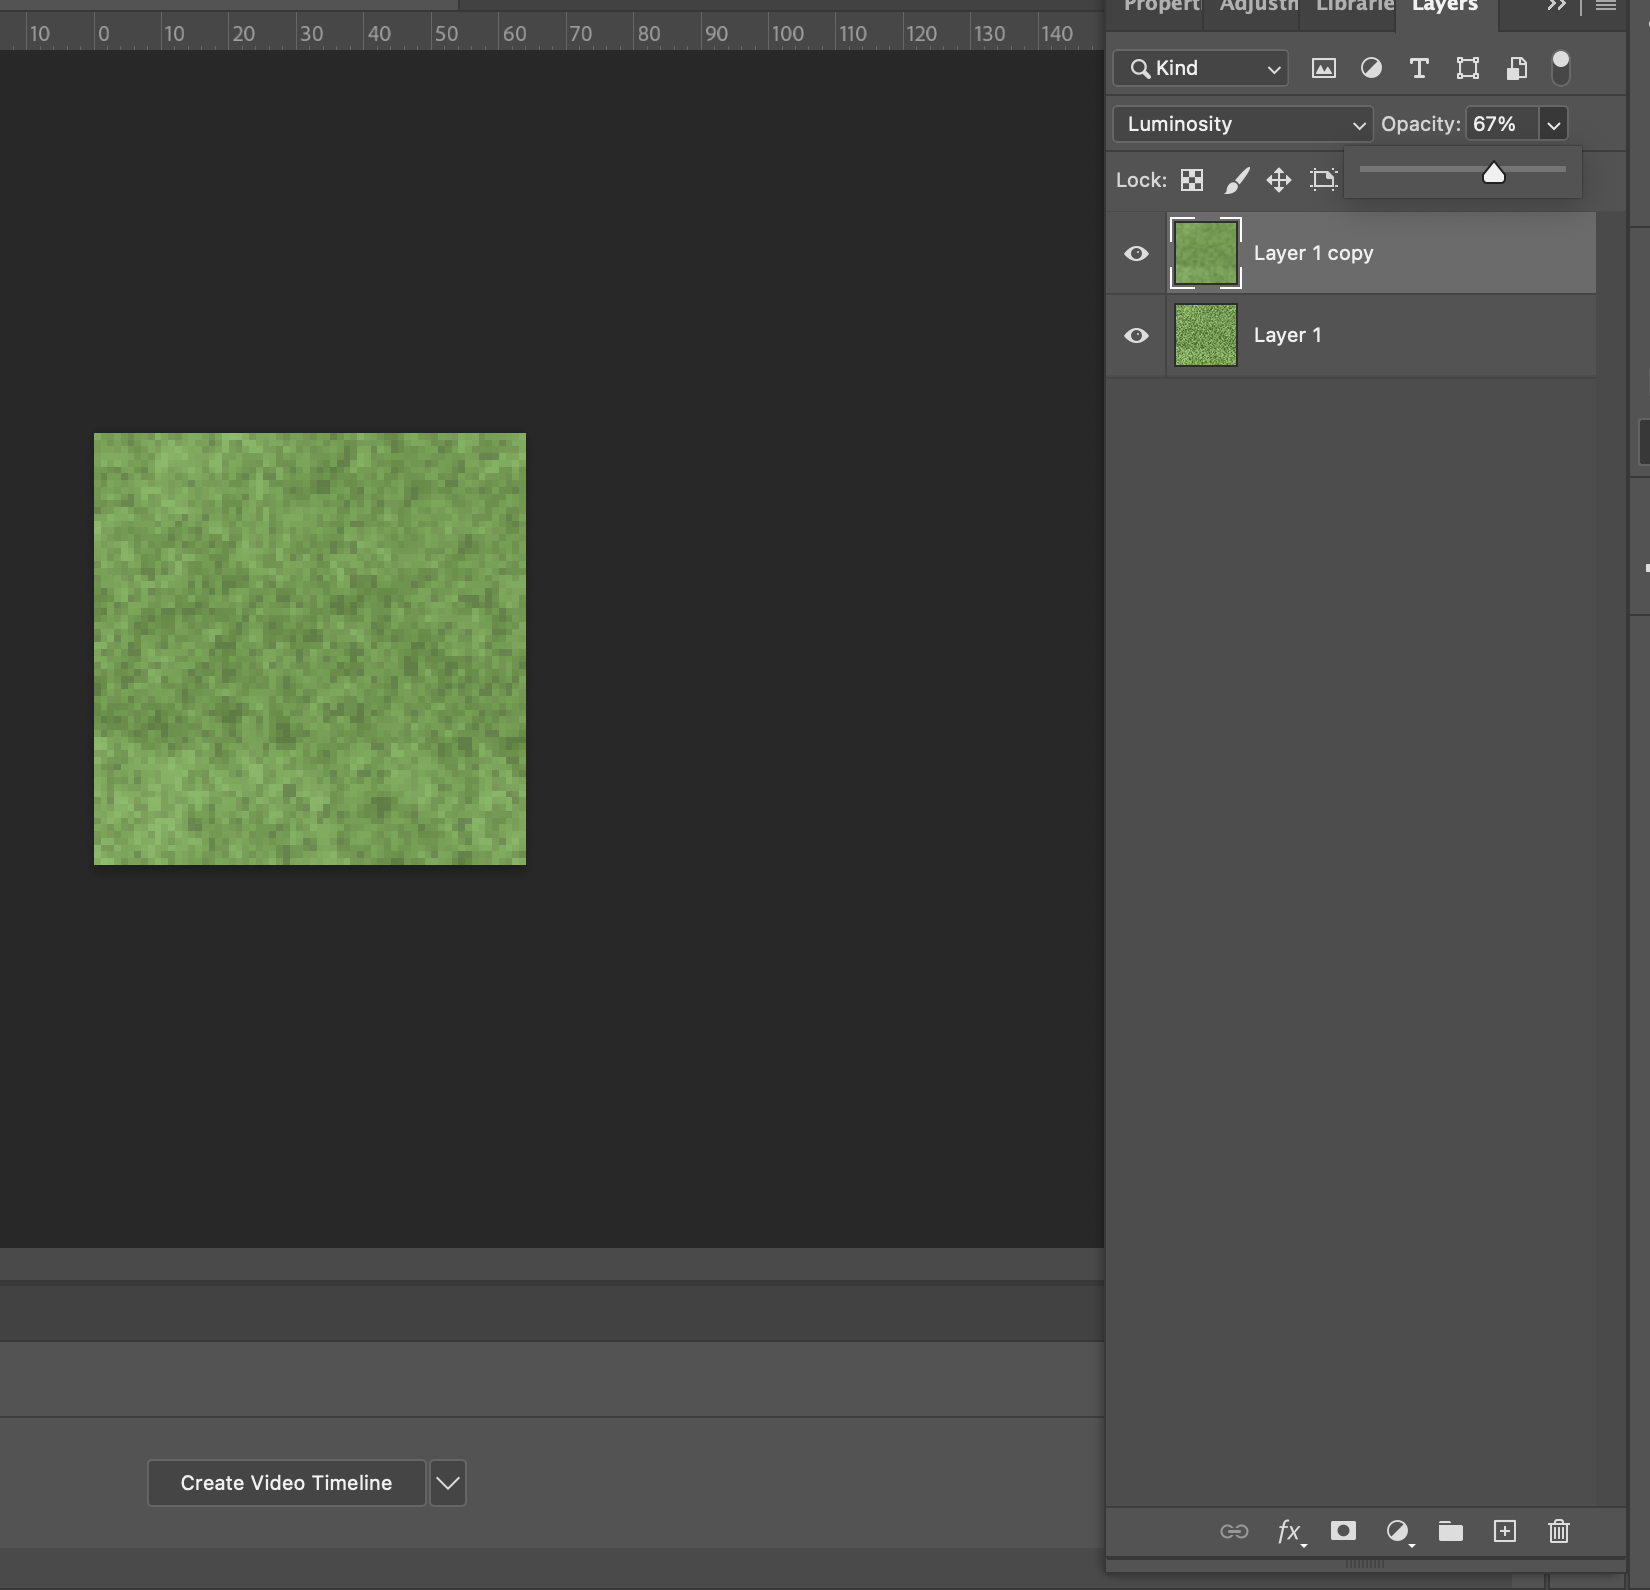 Propert Adjustn Librarie Layers
10 0 10 20 30 40 50 60 70 80 90 100 110 120 130 140
Kind
Luminosity Opacity: 67%
Lock:
Layer 1 copy
Layer 1
Create Video Timeline
fx